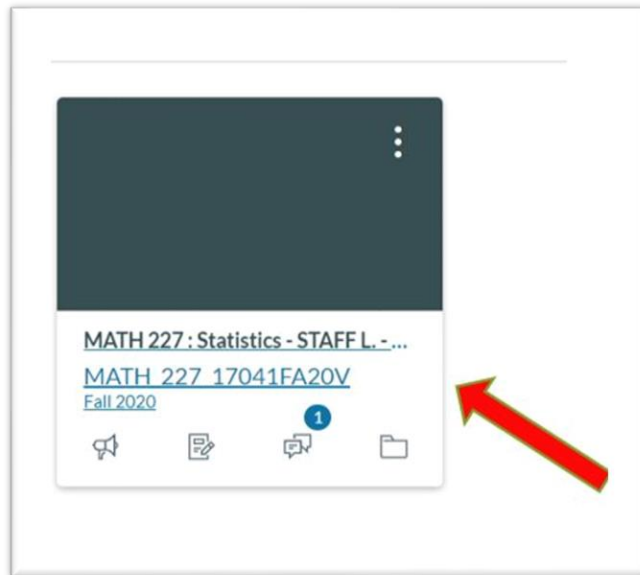 MATH 227 : Statistics - STAFF L. - ...
MATH_227_17041FA20V
Fall 2020
1